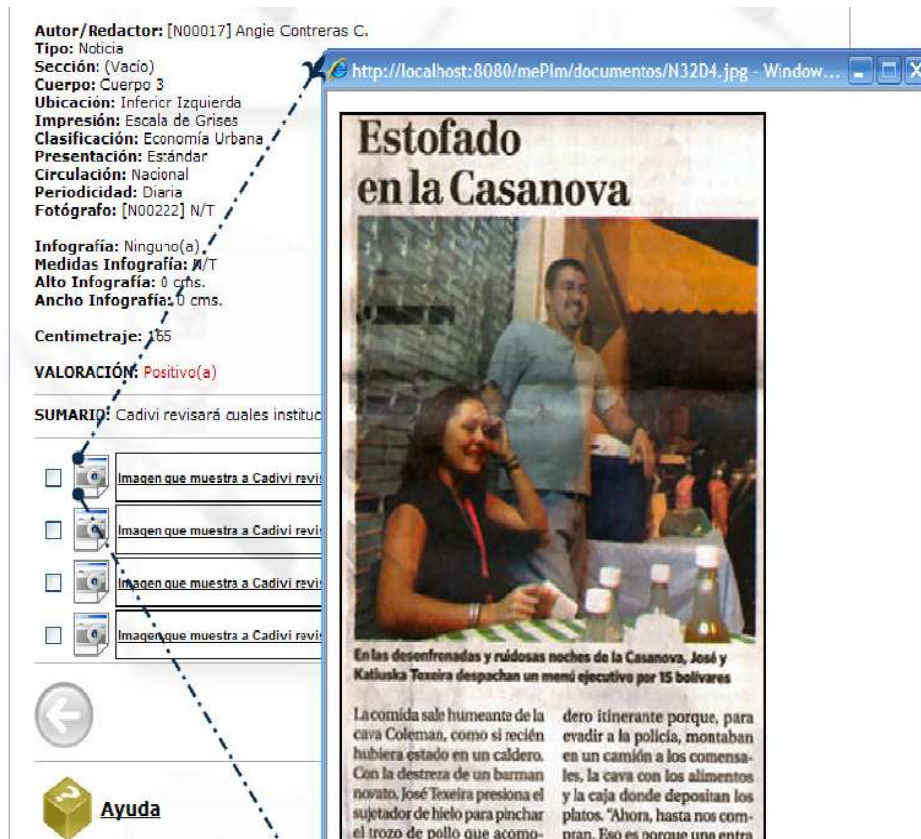 Autor/Redactor: [N00017] Angie Contreras C.
Tipo: Noticia
Sección: (Vacío)
Cuerpo: Cuerpo 3
Ubicación: Inferior Izquierda
Impresión: Escala de Grises
Clasificación: Economía Urbana
Presentación: Estándar
Circulación: Nacional
Periodicidad: Diaria
Fotógrafo: [N00222] N/T
Infografía: Ninguno(a)
Medidas Infografía: N/T
Alto Infografía: 0 cms.
Ancho Infografía: 0 cms.
Centimetraje: 165
VALORACIÓN: Positivo(a)
SUMARIO: Cadivi revisará cuales instituc
Imagen que muestra a Cadivi revis
Imagen que muestra a Cadivi revis
Imagen que muestra a Cadivi revis
Imagen que muestra a Cadivi revis
Ayuda
http://localhost:8080/mePlm/documentos/N32D4.jpg - Window...
Estofado
en la Casanova
En las desenfrenadas y ruidosas noches de la Casanova, José y
Katiuska Texeira despachan un menú ejecutivo por 15 bolívares
La comida sale humeante de la
cava Coleman, como si recién
hubiera estado en un caldero.
Con la destreza de un barman
novato, José Texeira presiona el
sujetador de hielo para pinchar
el trozo de pollo que acomo-
dero itinerante porque, para
evadir a la policía, montaban
en un camión a los comensa-
les, la cava con los alimentos
y la caja donde depositan los
platos. "Ahora, hasta nos com-
pran. Eso es porque uno entra